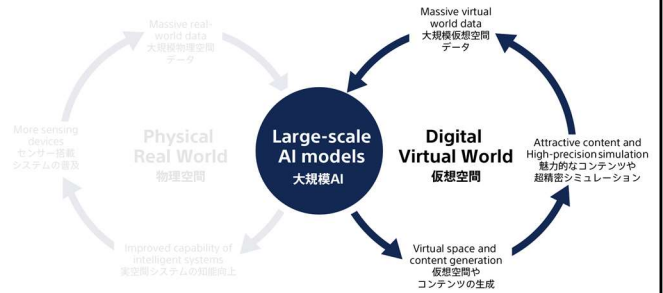 Massive real-
world data
大規模物理空間
データ
Massive virtual
world data
大規模仮想空間
データ
More sensing
devices
センサー搭載
システムの普及
Physical
Real World
物理空間
Large-scale
AI models
大規模AI
Digital
Virtual World
仮想空間
Attractive content and
High-precision simulation
魅力的なコンテンツや
超精密シミュレーション
Improved capability of
intelligent systems
実空間システムの知能向上
Virtual space and
content generation
仮想空間や
コンテンツの生成